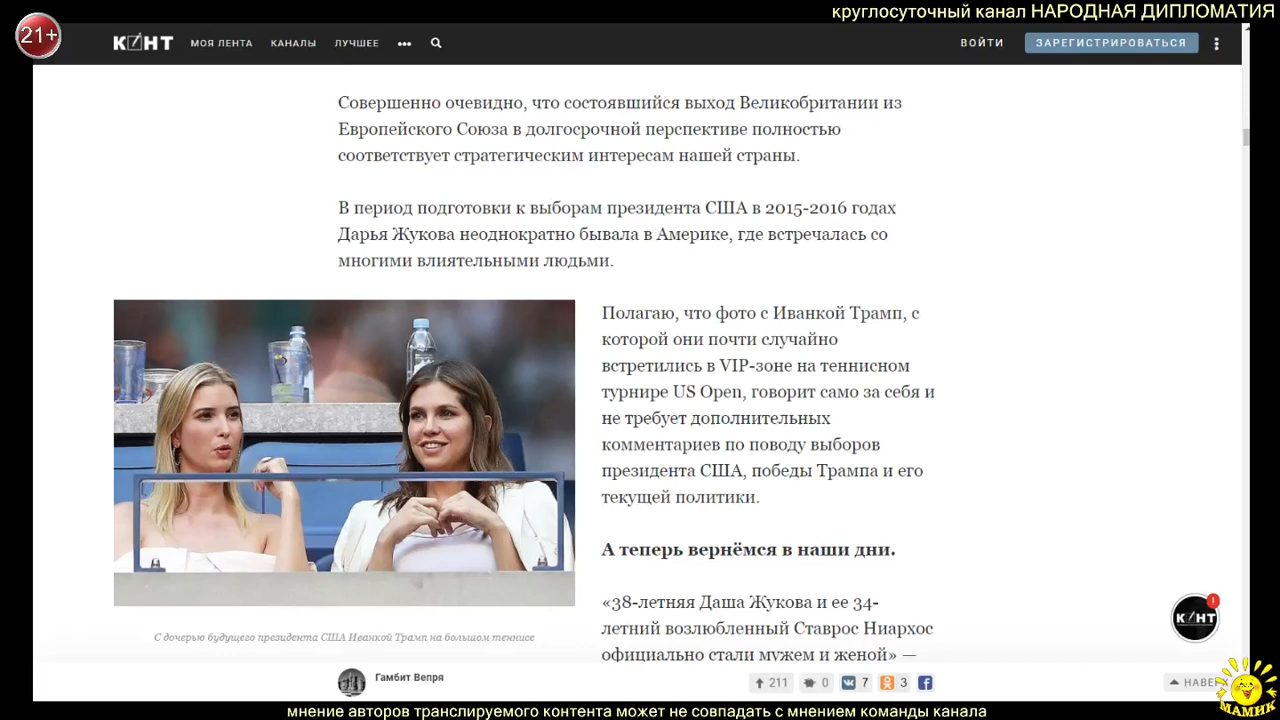 круглосуточный канал НАРОДНАЯ ДИПЛОМАТИЯ
21+
КОНТ МОЯ ЛЕНТА КАНАЛЫ ЛУЧШЕЕ ••• ВОЙТИ ЗАРЕГИСТРИРОВАТЬСЯ
Совершенно очевидно, что состоявшийся выход Великобритании из
Европейского Союза в долгосрочной перспективе полностью
соответствует стратегическим интересам нашей страны.
В период подготовки к выборам президента США в 2015-2016 годах
Дарья Жукова неоднократно бывала в Америке, где встречалась со
многими влиятельными людьми.
Полагаю, что фото с Иванкой Трамп, с
которой они почти случайно
встретились в VIP-зоне на теннисном
турнире US Open, говорит само за себя и
не требует дополнительных
комментариев по поводу выборов
президента США, победы Трампа и его
текущей политики.
А теперь вернёмся в наши дни.
«38-летняя Даша Жукова и ее 34-
летний возлюбленный Ставрос Ниархос
официально стали мужем и женой» —
С дочерью будущего президента США Иванкой Трамп на большом теннисе
КОНТ
!
Гамбит Вепря
211 0 7 3
МАМИК
мнение авторов транслируемого контента может не совпадать с мнением команды канала